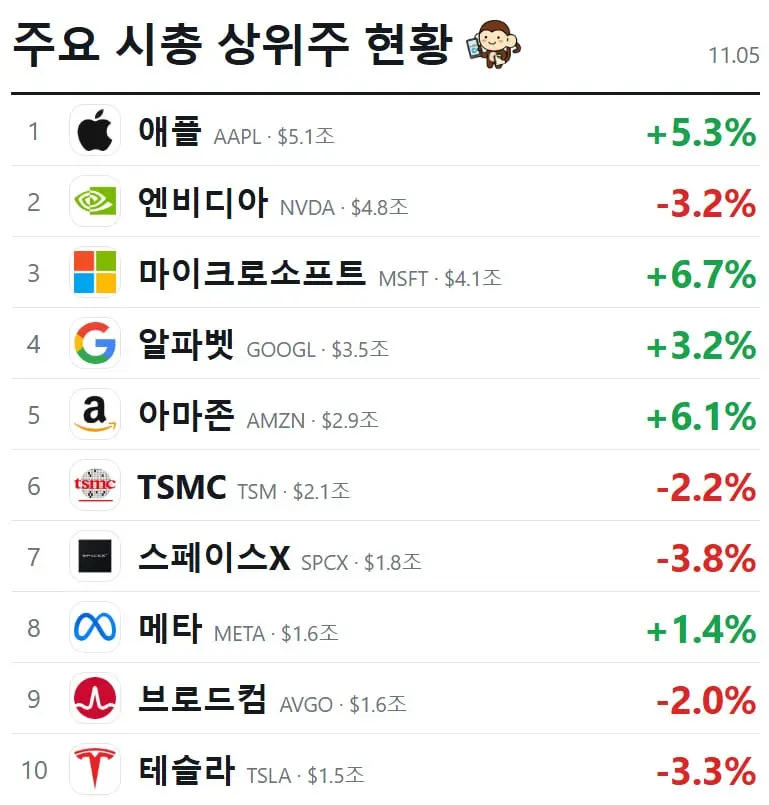 주요 시총 상위주 현황
11.05
1 애플 AAPL · $5.1조 +5.3%
2 엔비디아 NVDA · $4.8조 -3.2%
3 마이크로소프트 MSFT · $4.1조 +6.7%
4 알파벳 GOOGL · $3.5조 +3.2%
5 a 아마존 AMZN · $2.9조 +6.1%
6 tsmc TSMC TSM · $2.1조 -2.2%
7 SPACEX 스페이스X SPCX · $1.8조 -3.8%
8 메타 META · $1.6조 +1.4%
9 브로드컴 AVGO · $1.6조 -2.0%
10 테슬라 TSLA · $1.5조 -3.3%